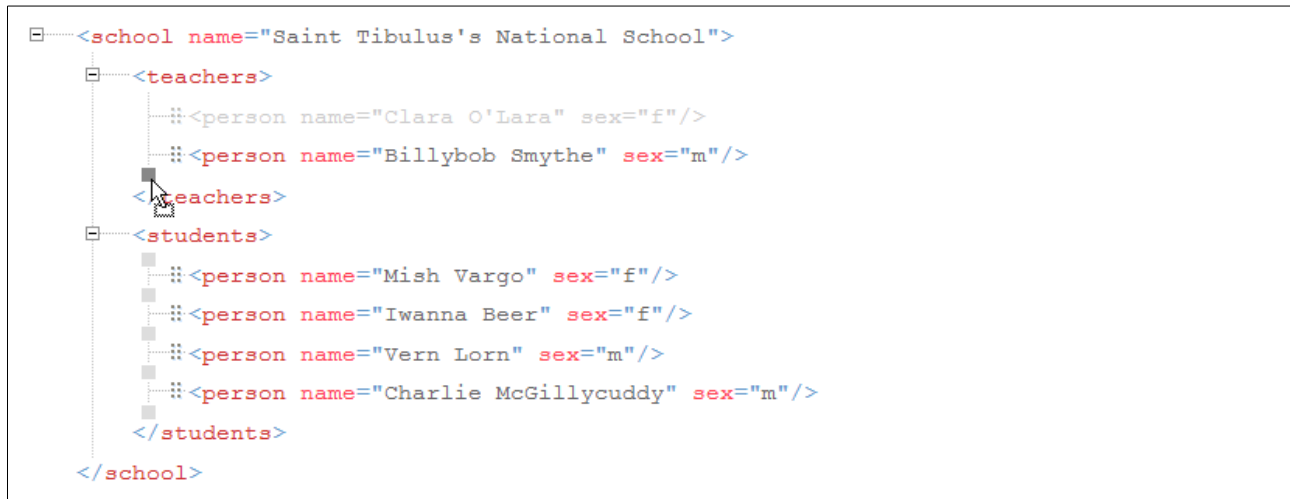 <school name="Saint Tibulus's National School">
<teachers>
<person name="Clara O'Lara" sex="f"/>
<person name="Billybob Smythe" sex="m"/>
</teachers>
<students>
<person name="Mish Vargo" sex="f"/>
<person name="Iwanna Beer" sex="f"/>
<person name="Vern Lorn" sex="m"/>
<person name="Charlie McGillycuddy" sex="m"/>
</students>
</school>